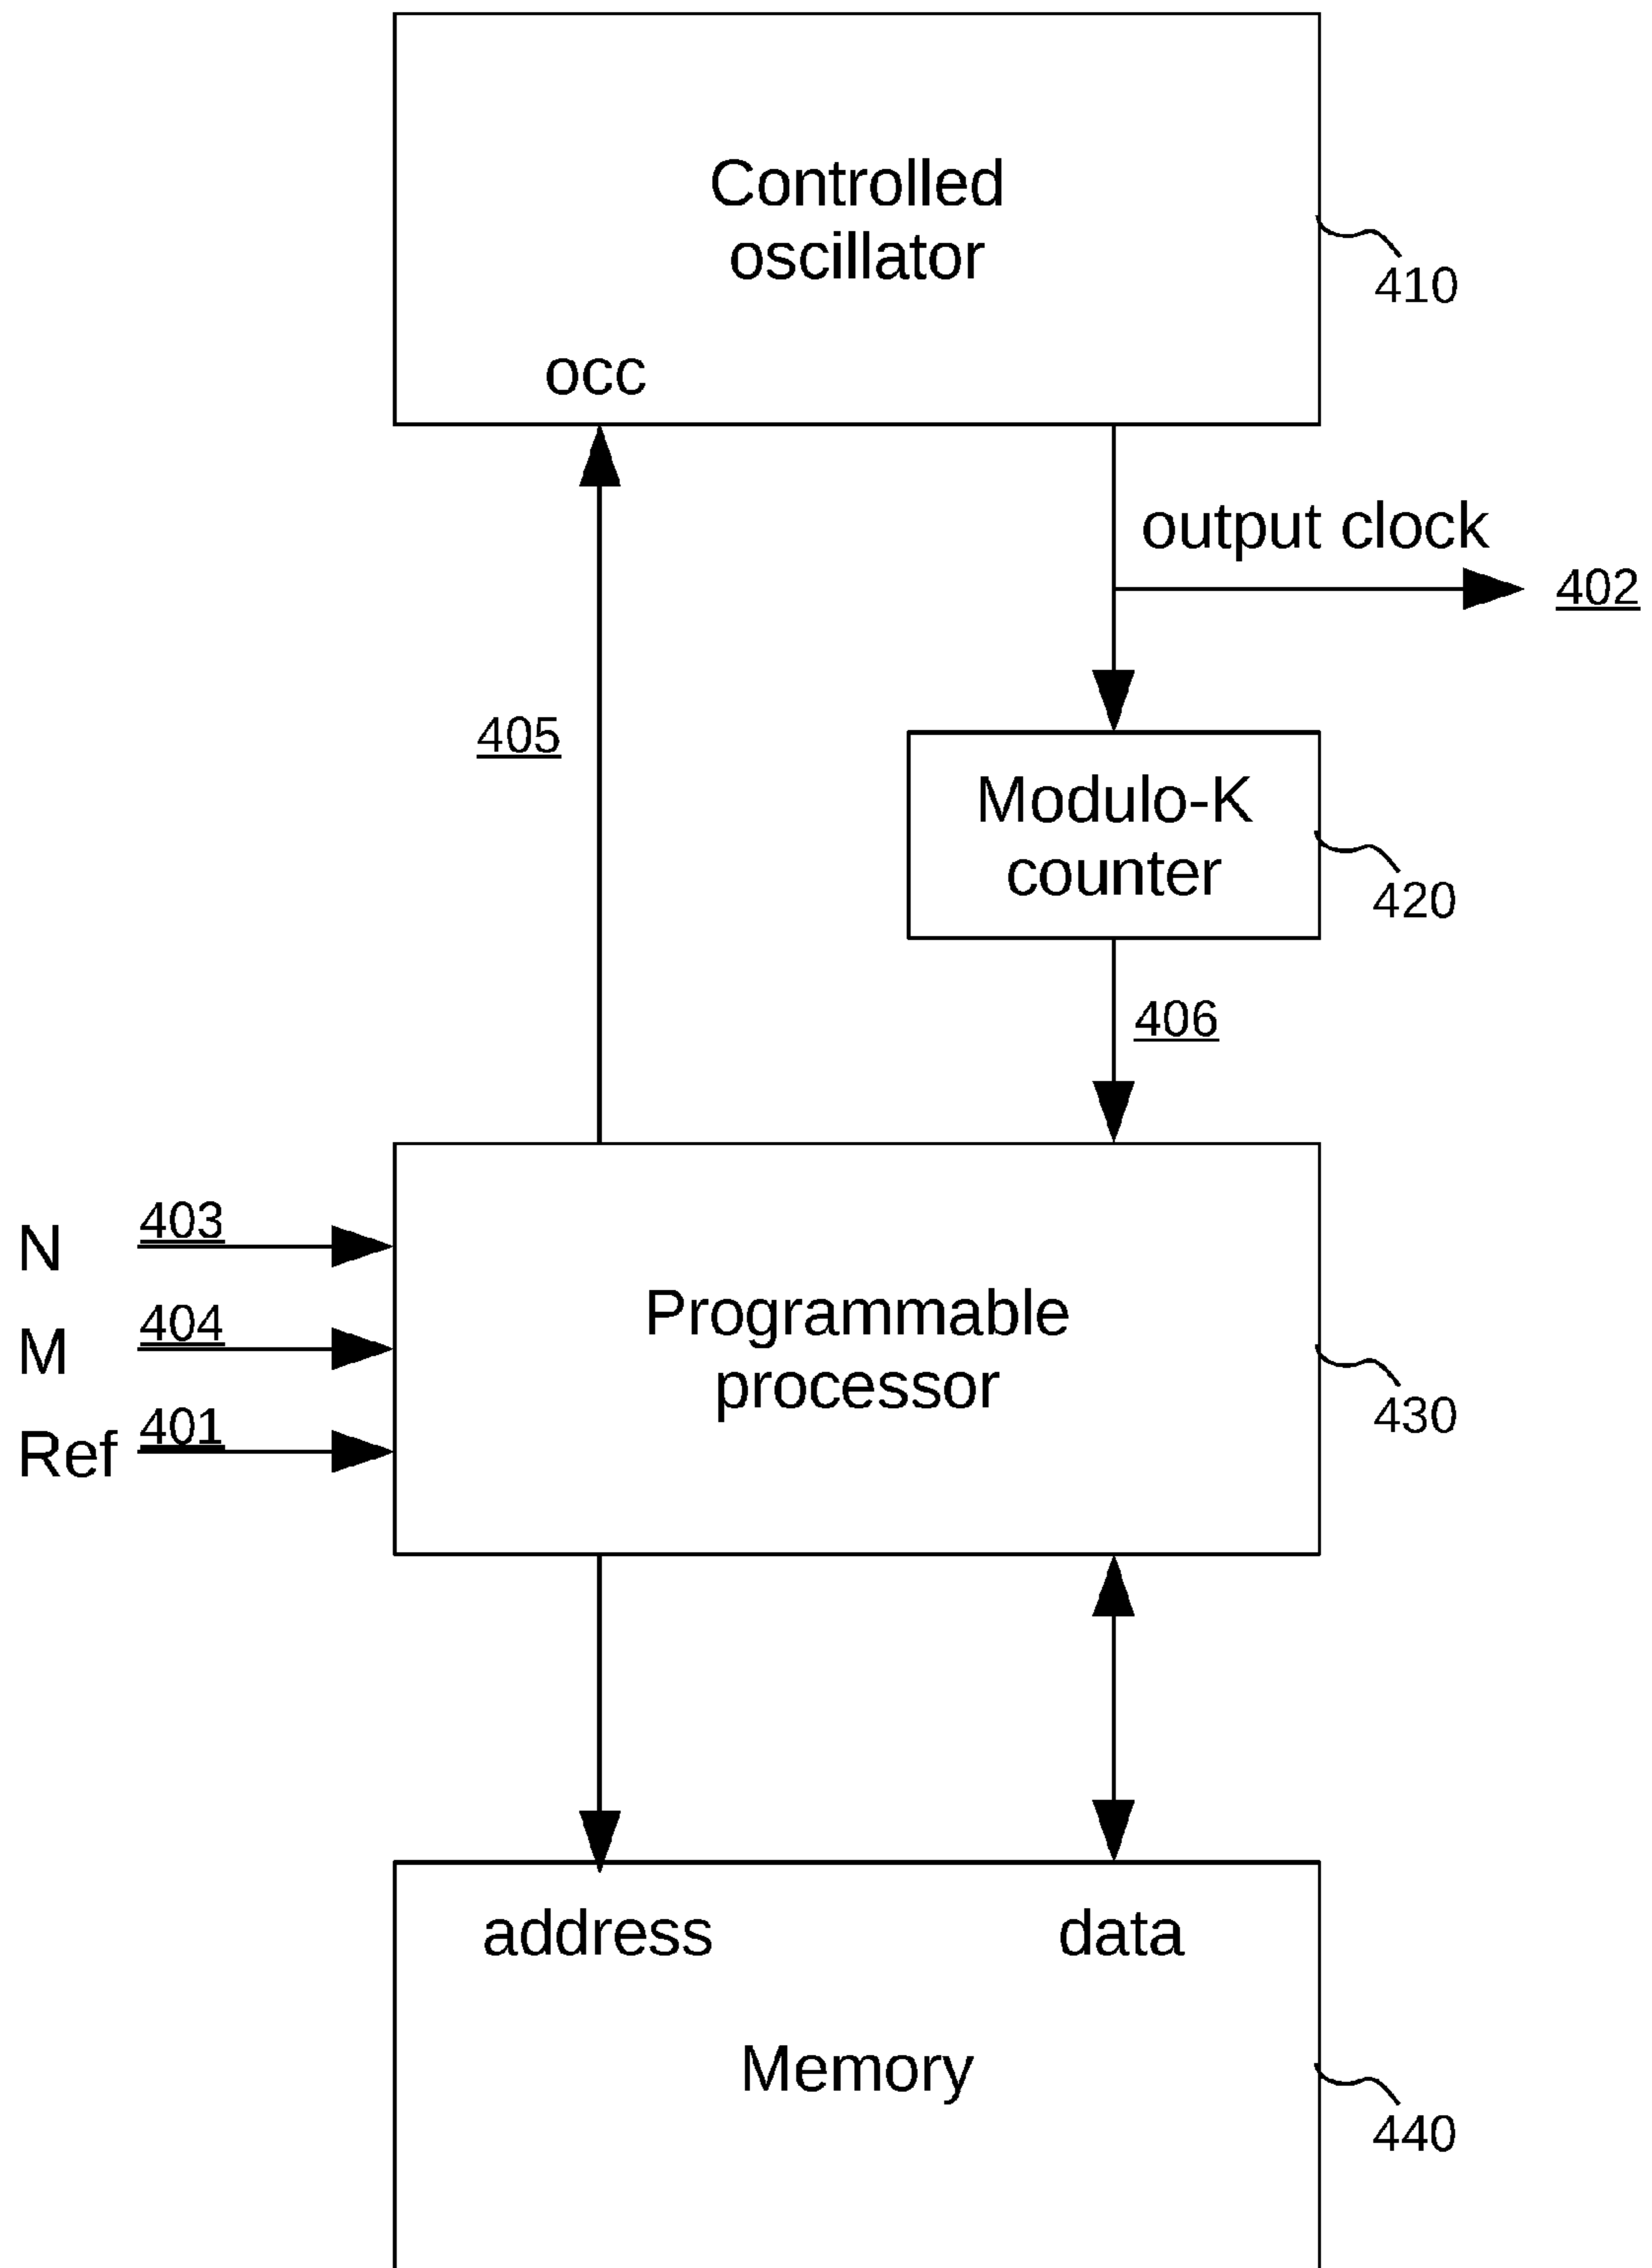 Controlled
oscillator
410
occ
output clock
402
405
Modulo-K
counter
420
406
N 403
M 404
Ref 401
Programmable
processor
430
address data
Memory
440